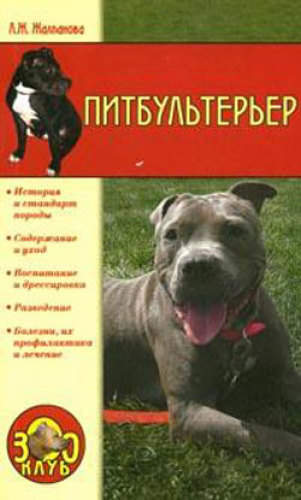 Л.Ж. Жалпанова
ПИТБУЛЬТЕРЬЕР
• История
и стандарт
породы
• Содержание
и уход
• Воспитание
и дрессировка
• Разведение
• Болезни, их
профилактика
и лечение
ЗОО
КЛУБ